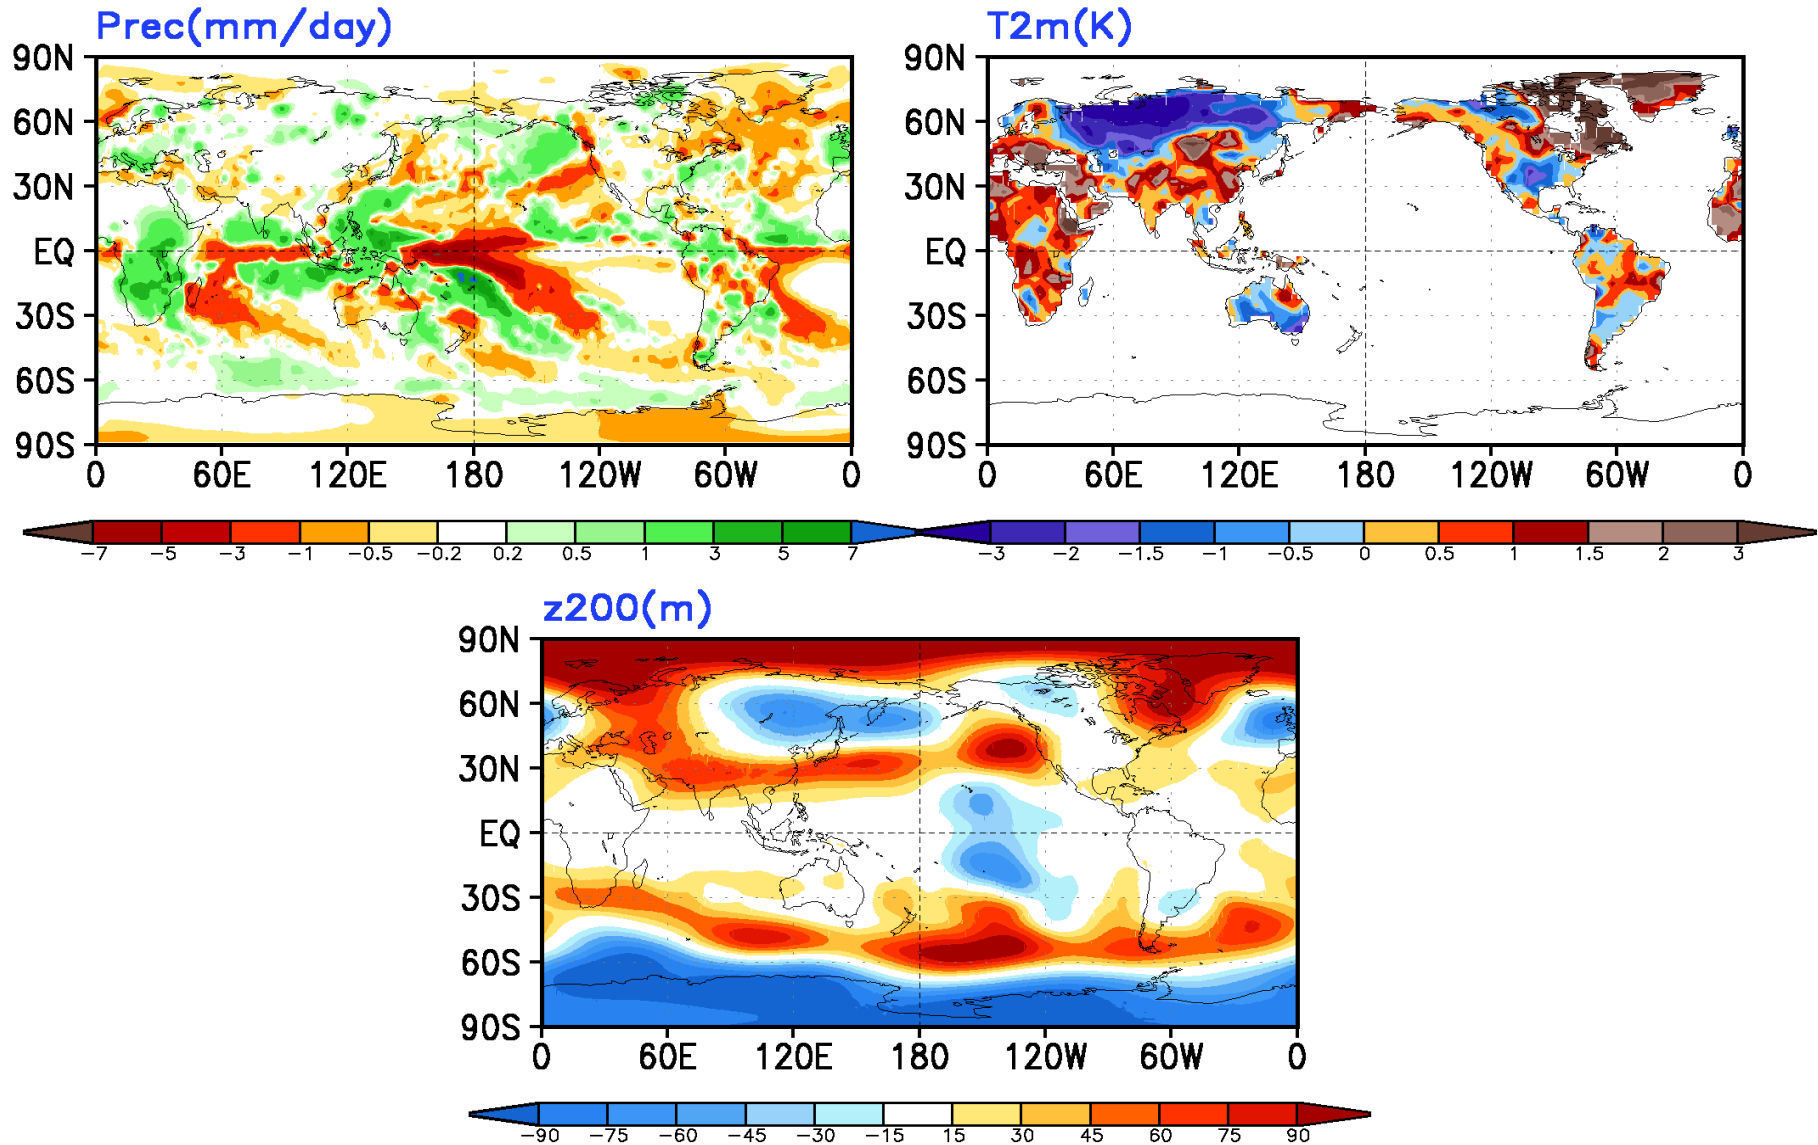 Prec(mm/day)
90N
60N
30N
EQ
30S
60S
90S
0 60E 120E 180 120W 60W 0
-7 -5 -3 -1 -0.5 -0.2 0.2 0.5 1 3 5 7
T2m(K)
90N
60N
30N
EQ
30S
60S
90S
0 60E 120E 180 120W 60W 0
-3 -2 -1.5 -1 -0.5 0 0.5 1 1.5 2 3
z200(m)
90N
60N
30N
EQ
30S
60S
90S
0 60E 120E 180 120W 60W 0
-90 -75 -60 -45 -30 -15 15 30 45 60 75 90